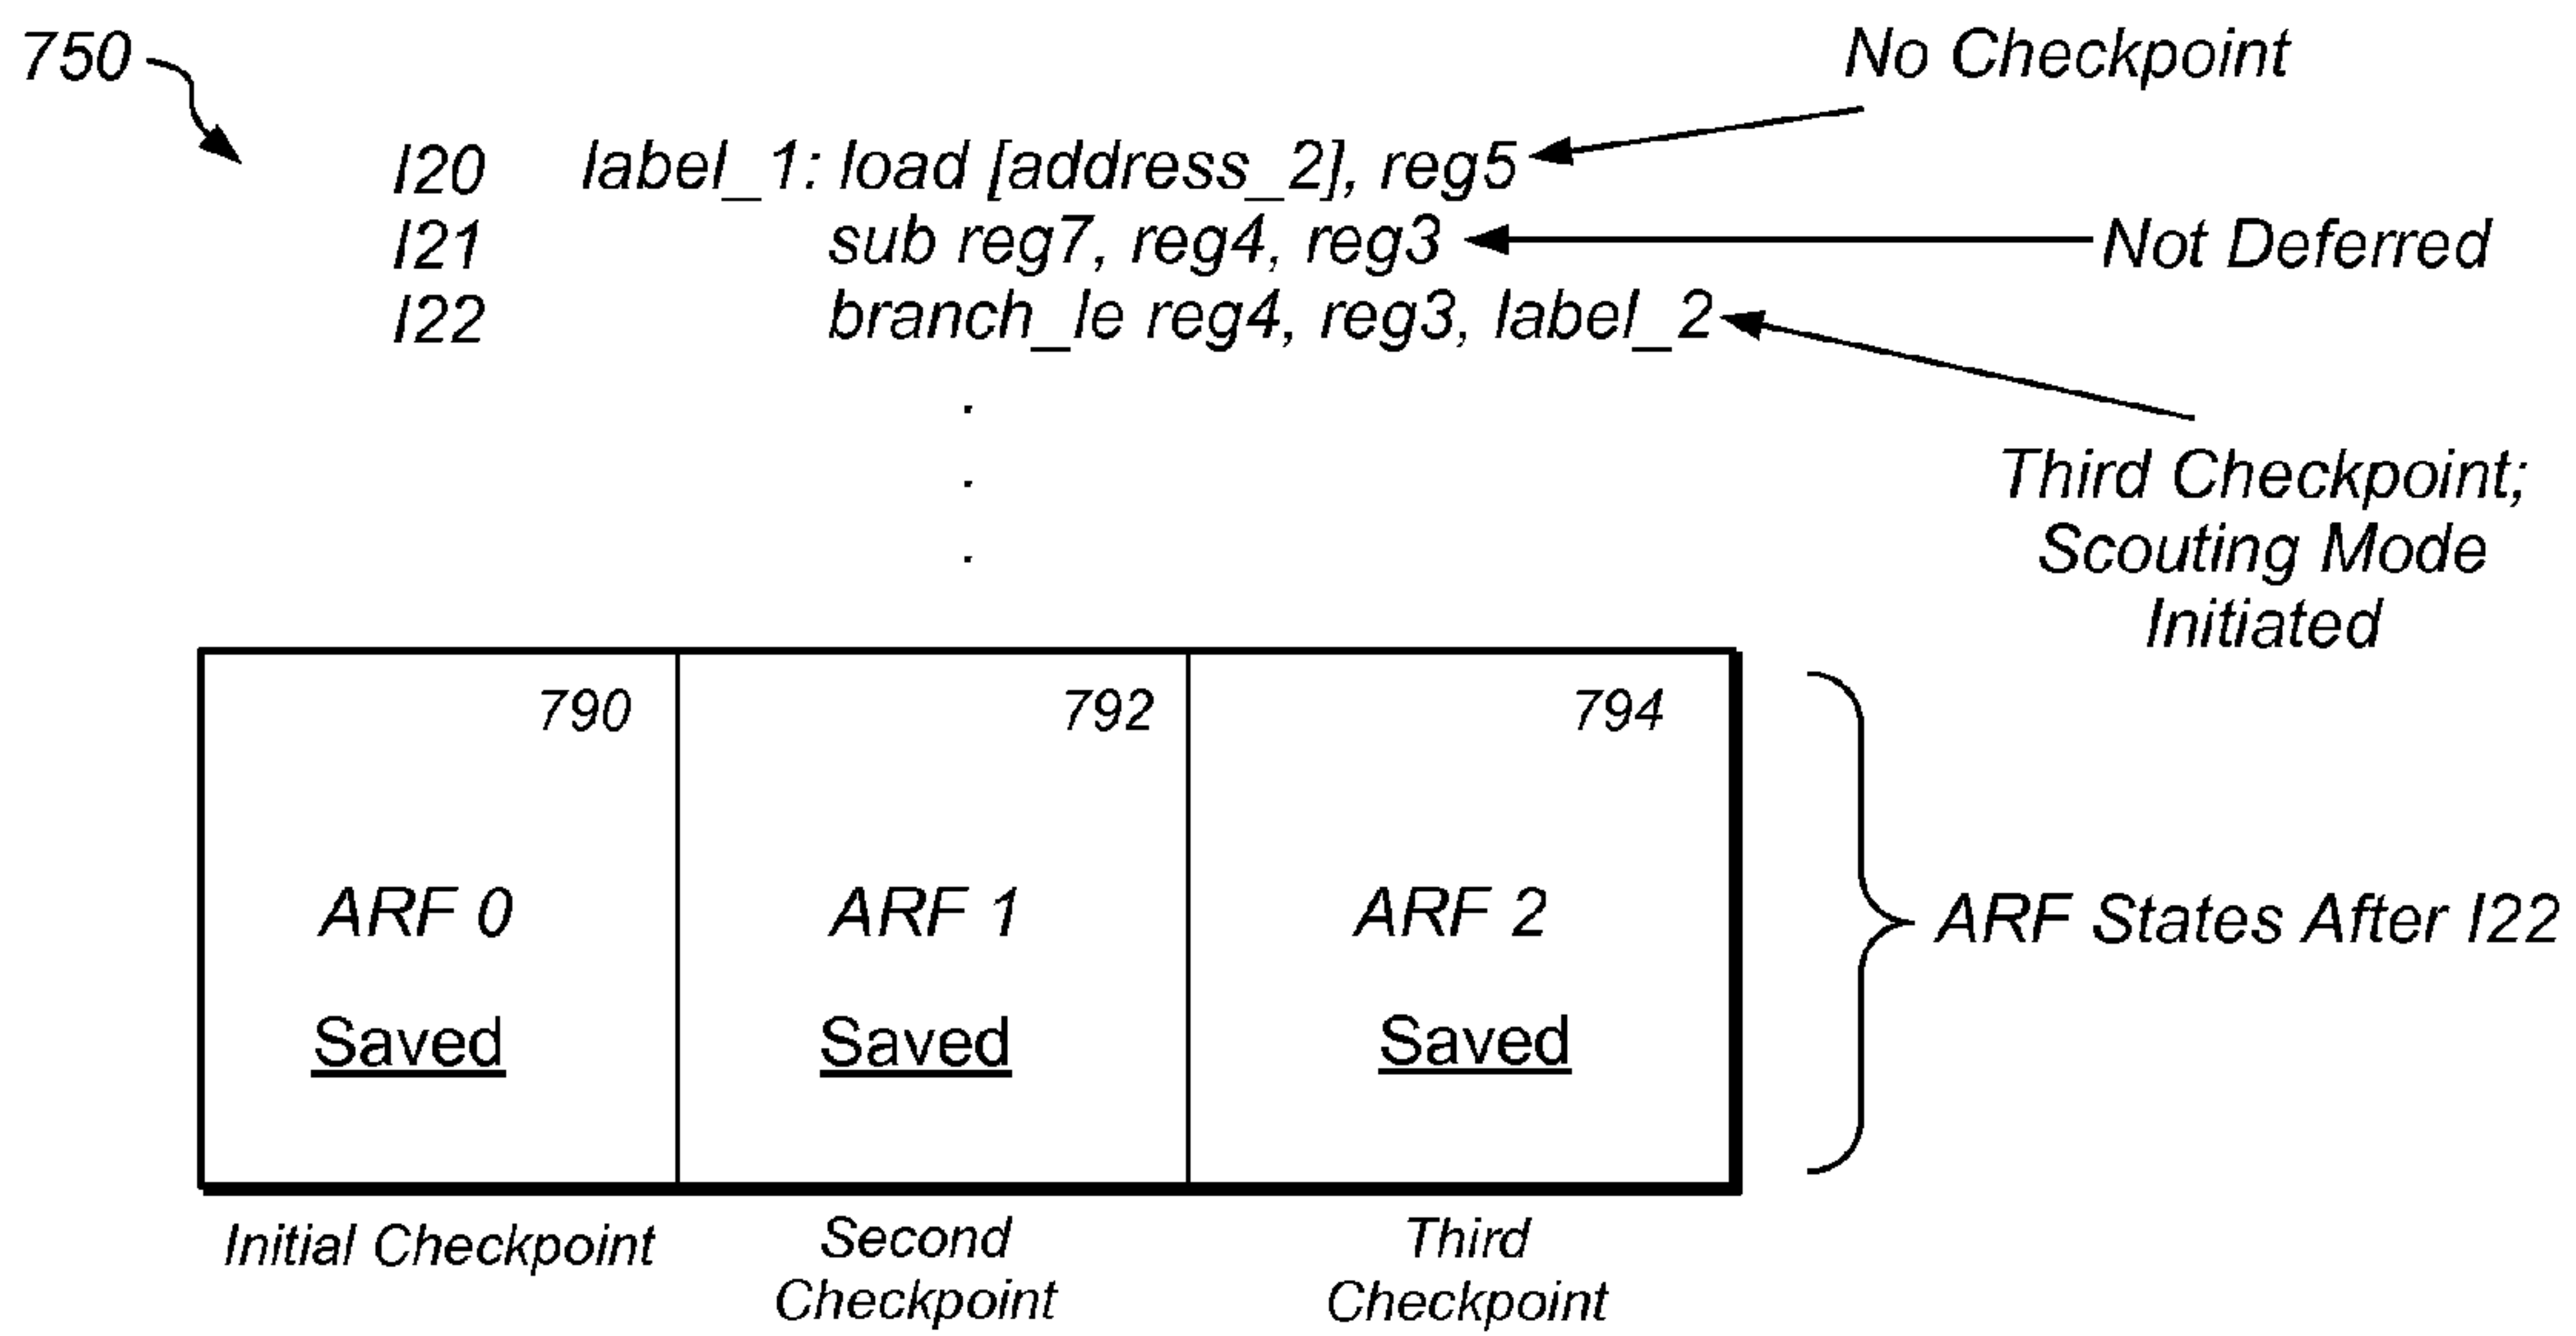 750
No Checkpoint
I20 label_1: load [address_2], reg5
I21 sub reg7, reg4, reg3
Not Deferred
I22 branch_le reg4, reg3, label_2
.
.
.
Third Checkpoint;
Scouting Mode
Initiated
790
792
794
ARF 0
ARF 1
ARF 2
ARF States After I22
Saved
Saved
Saved
Initial Checkpoint
Second
Checkpoint
Third
Checkpoint